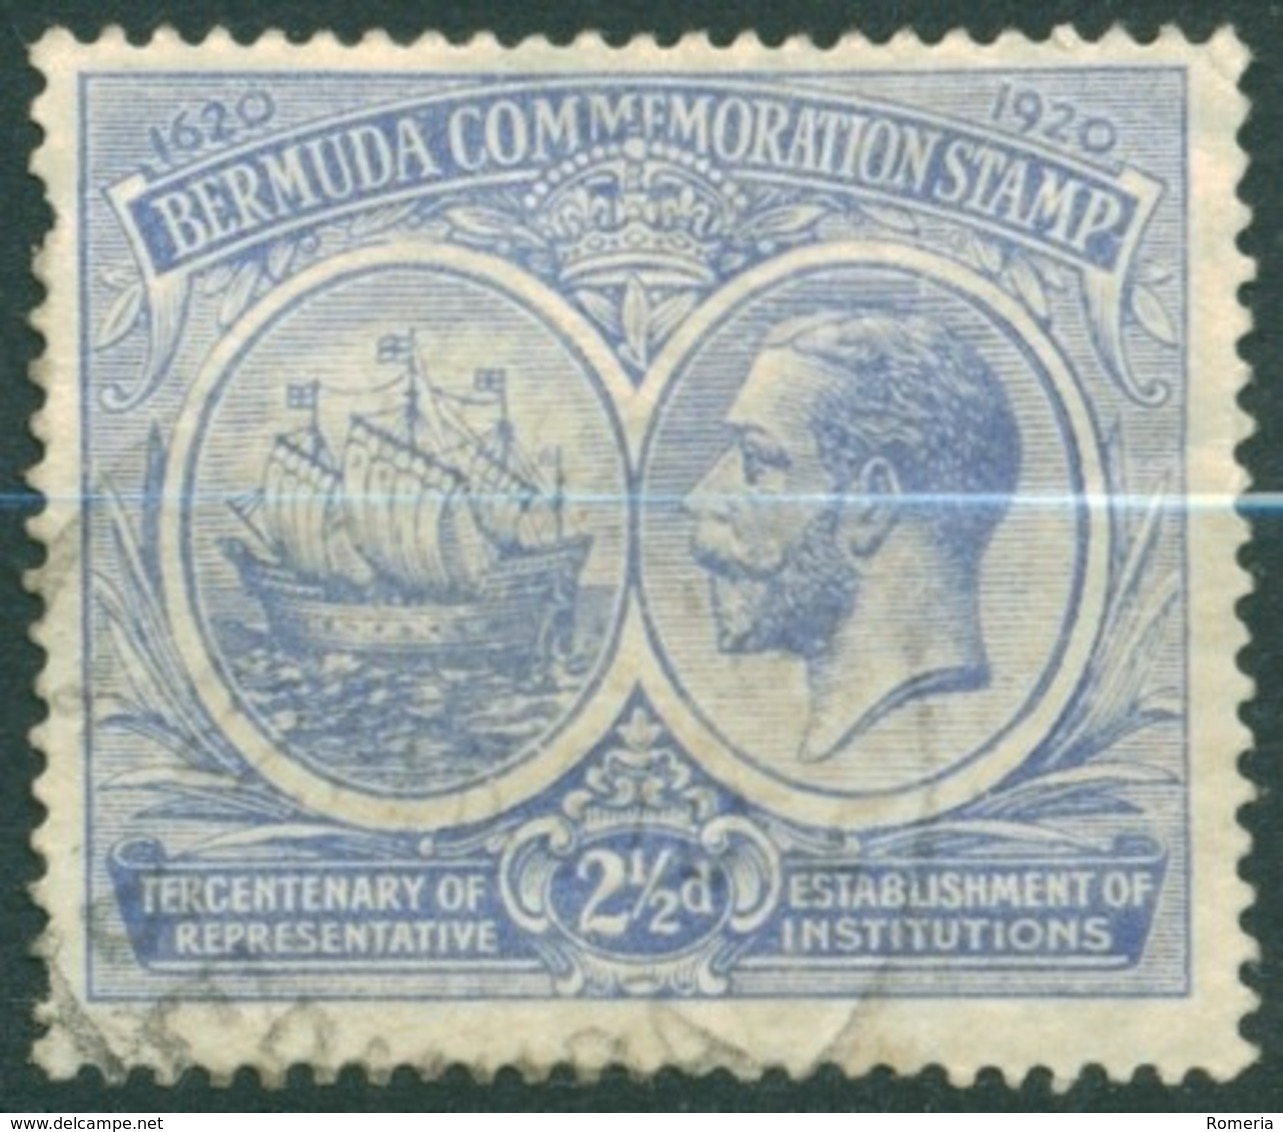 1620
1920
BERMUDA COMMEMORATION STAMP
TERCENTENARY OF
REPRESENTATIVE
2½d
ESTABLISHMENT OF
INSTITUTIONS
www.delcampe.net
Romeria